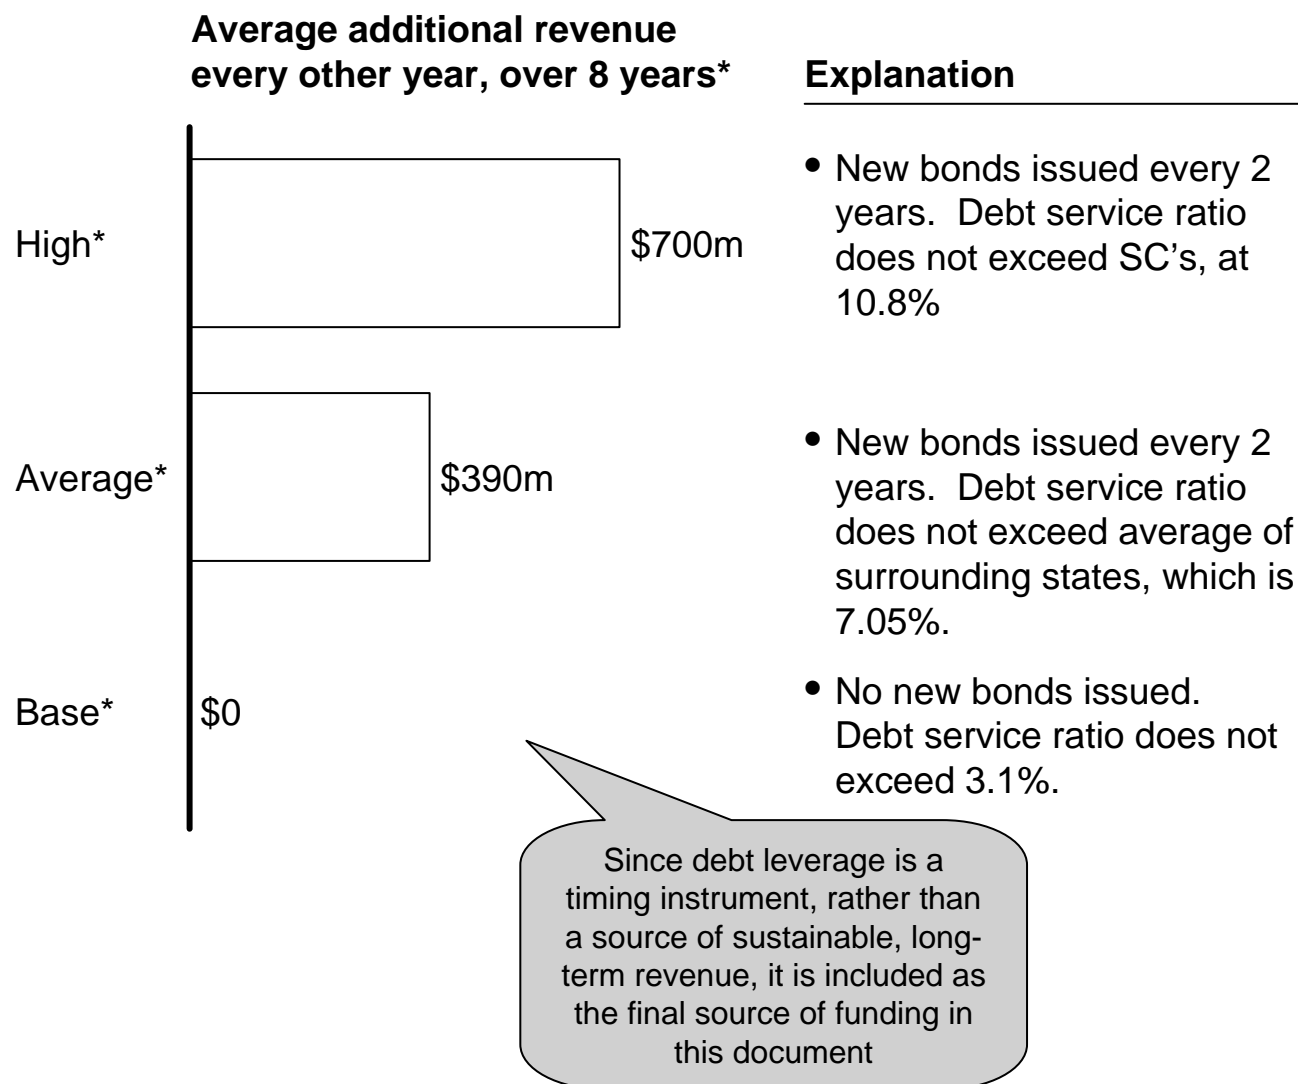 Average additional revenue
every other year, over 8 years*
Explanation
High*
$700m
• New bonds issued every 2
years.  Debt service ratio
does not exceed SC’s, at
10.8%
Average*
$390m
• New bonds issued every 2
years.  Debt service ratio
does not exceed average of
surrounding states, which is
7.05%.
Base*
$0
• No new bonds issued.
Debt service ratio does not
exceed 3.1%.
Since debt leverage is a
timing instrument, rather than
a source of sustainable, long-
term revenue, it is included as
the final source of funding in
this document